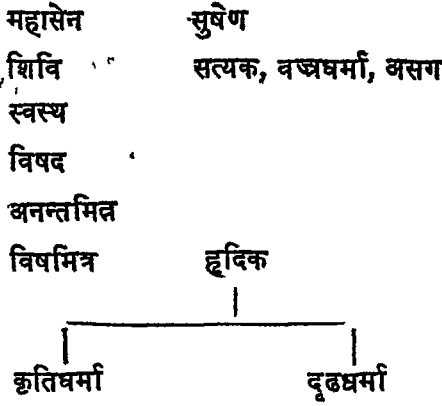 महासेन सुषेण
शिवि सत्यक, वज्रधर्मा, असग
स्वस्थ
विषद
अनन्तमित्र
विषमित्र हृदिक
कृतिधर्मा दृढधर्मा